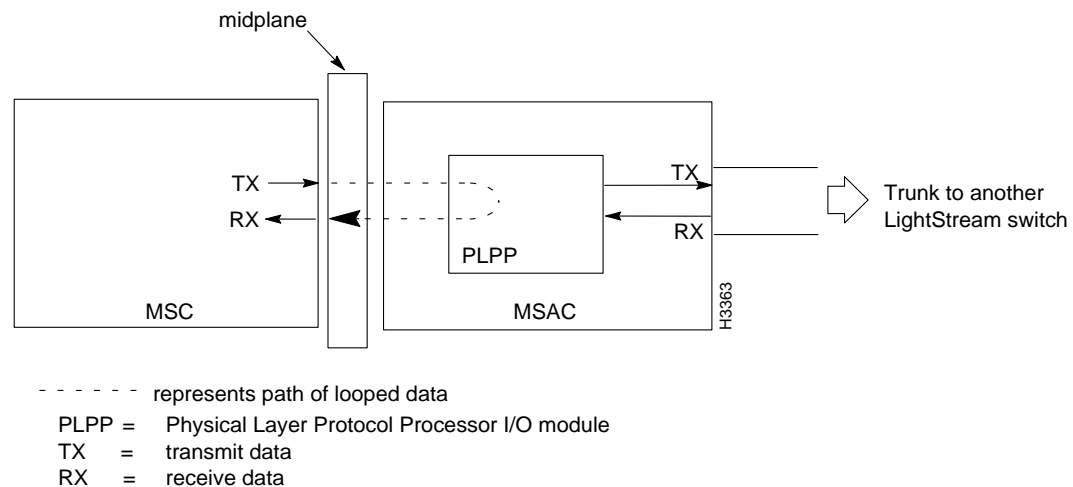 midplane
TX
RX
PLPP
MSC
TX
RX
MSAC
H3363
Trunk to another
LightStream switch
represents path of looped data
PLPP = Physical Layer Protocol Processor I/O module
TX = transmit data
RX = receive data